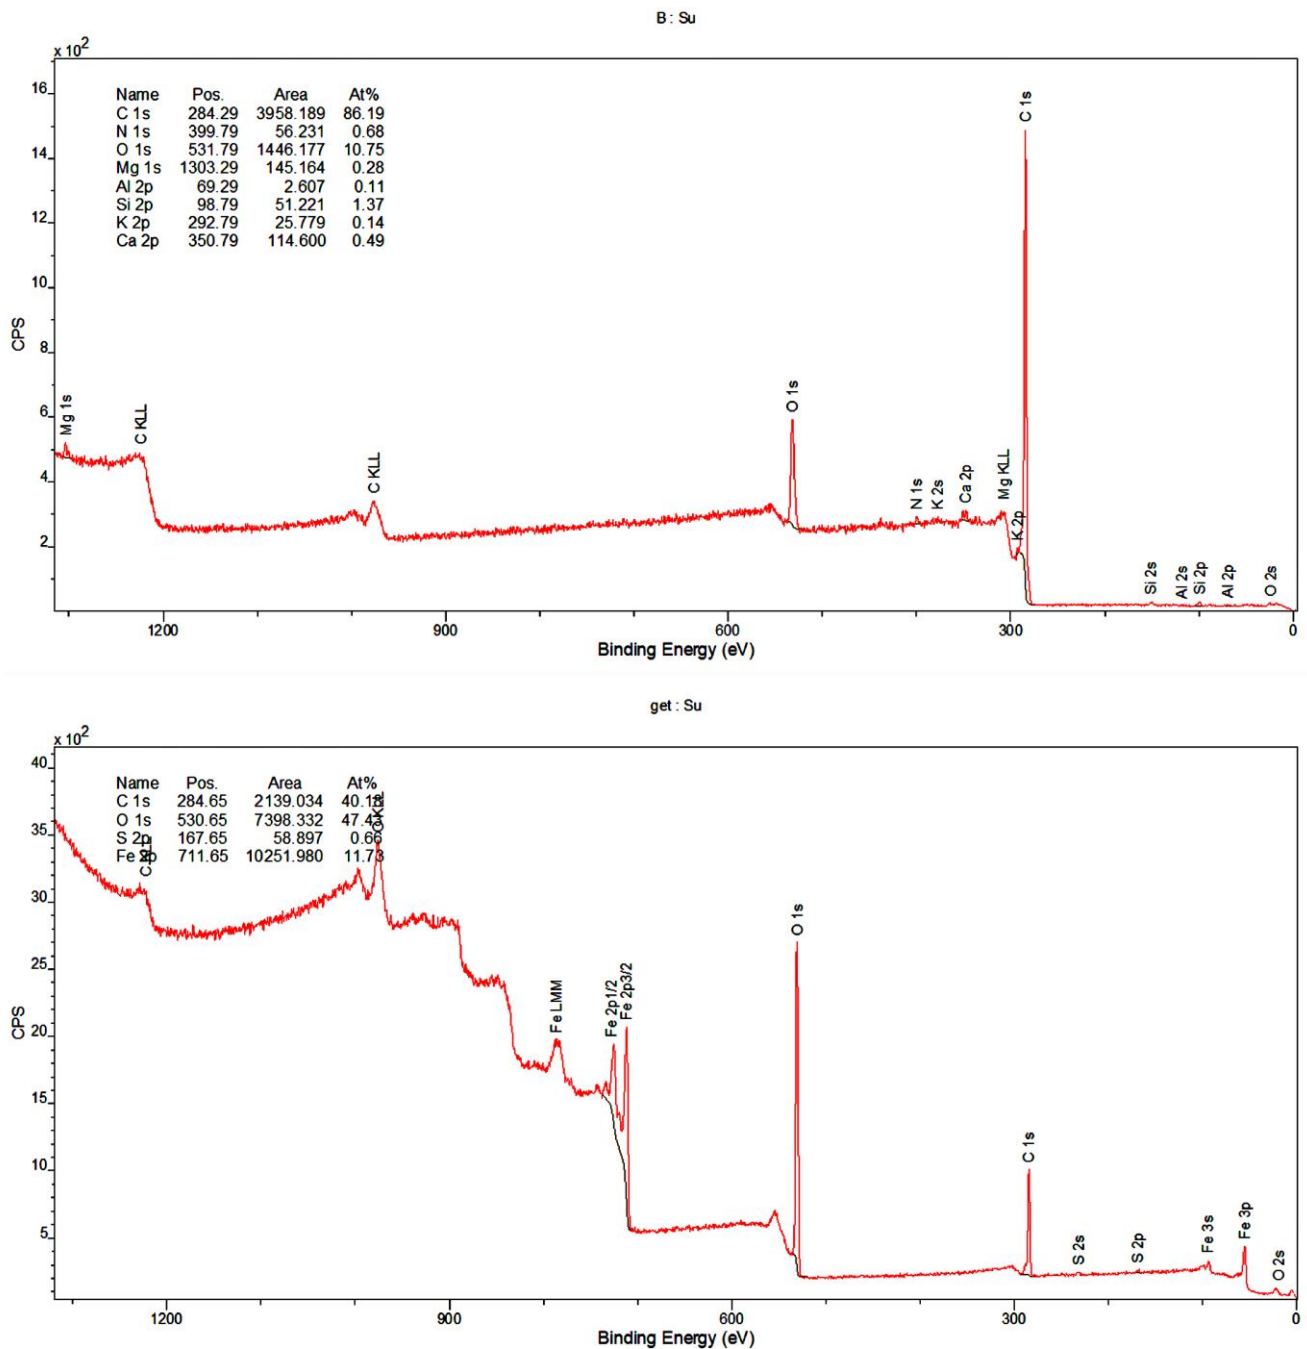 B : Su
x 10²
Name Pos. Area At%
C 1s 284.29 3958.189 86.19
N 1s 399.79 56.231 0.68
O 1s 531.79 1446.177 10.75
Mg 1s 1303.29 145.164 0.28
Al 2p 69.29 2.607 0.11
Si 2p 98.79 51.221 1.37
K 2p 292.79 25.779 0.14
Ca 2p 350.79 114.600 0.49
16
14
12
10
8
6
4
2
CPS
Mg 1s
C KLL
C KLL
O 1s
N 1s
K 2s
Ca 2p
Mg KLL
K 2p
C 1s
Si 2s
Al 2s
Si 2p
Al 2p
O 2s
1200 900 600 300 0
Binding Energy (eV)
get : Su
x 10²
Name Pos. Area At%
C 1s 284.65 2139.034 40.18
O 1s 530.65 7398.332 47.43
S 2p 167.65 58.897 0.66
Fe 2p 711.65 10251.980 11.73
40
35
30
25
20
15
10
5
CPS
C KLL
KLL
Fe LMM
Fe 2p1/2
Fe 2p3/2
O 1s
C 1s
S 2s
S 2p
Fe 3s
Fe 3p
O 2s
1200 900 600 300 0
Binding Energy (eV)